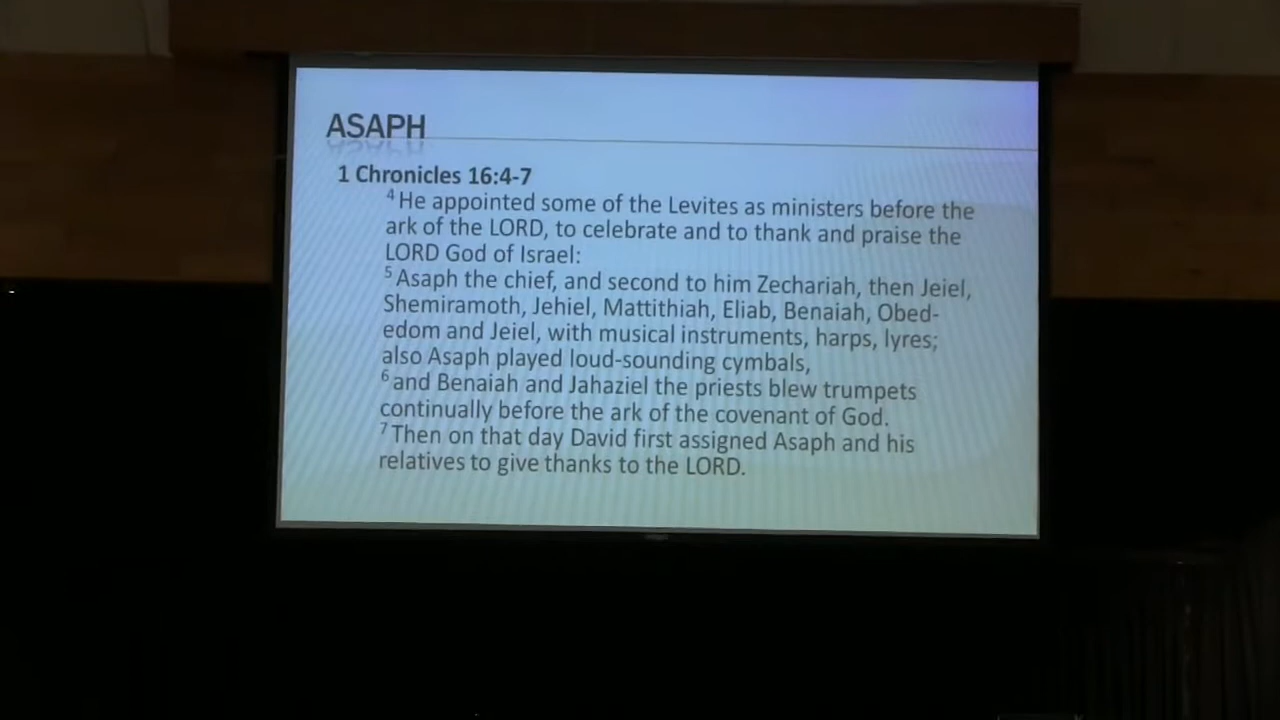 ASAPH
1 Chronicles 16:4-7
4 He appointed some of the Levites as ministers before the
ark of the LORD, to celebrate and to thank and praise the
LORD God of Israel:
5 Asaph the chief, and second to him Zechariah, then Jeiel,
Shemiramoth, Jehiel, Mattithiah, Eliab, Benaiah, Obed-
edom and Jeiel, with musical instruments, harps, lyres;
also Asaph played loud-sounding cymbals,
6 and Benaiah and Jahaziel the priests blew trumpets
continually before the ark of the covenant of God.
7 Then on that day David first assigned Asaph and his
relatives to give thanks to the LORD.